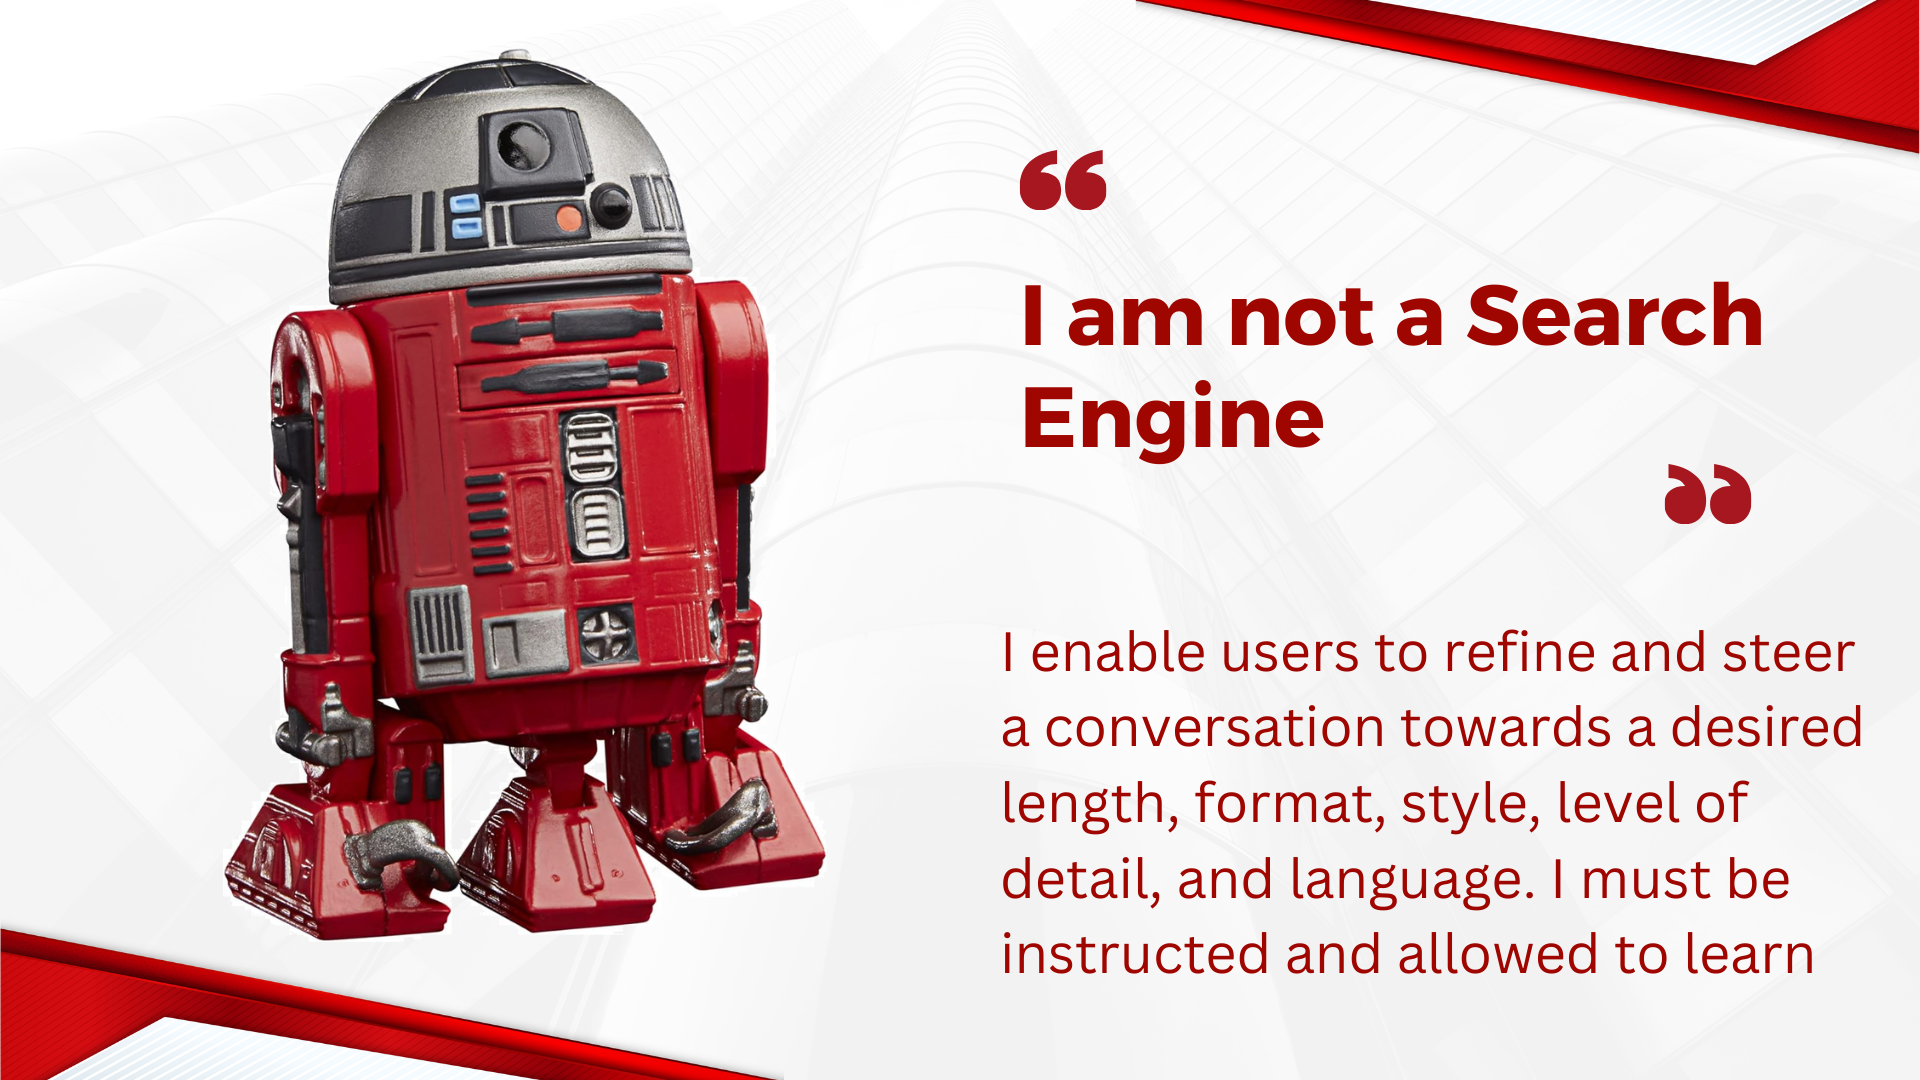 “
I am not a Search
Engine
”
I enable users to refine and steer
a conversation towards a desired
length, format, style, level of
detail, and language. I must be
instructed and allowed to learn